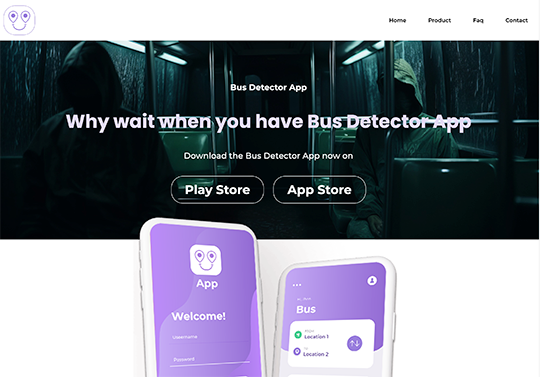 Home Product Faq Contact
Bus Detector App
Why wait when you have Bus Detector App
Download the Bus Detector App now on
Play Store App Store
App
Welcome!
Username
Password
Bus
Location 1
Location 2